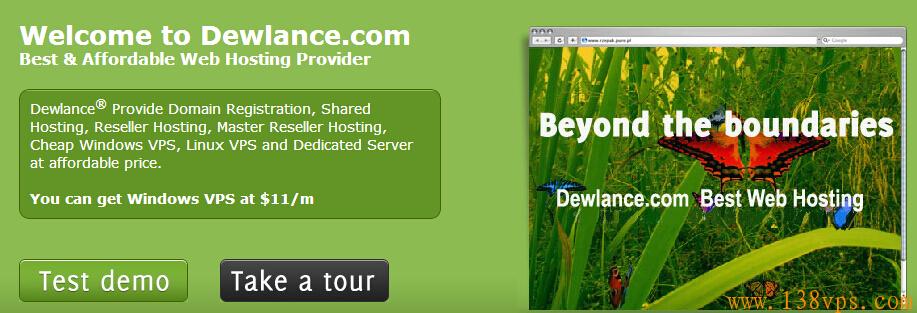 Welcome to Dewlance.com
Best & Affordable Web Hosting Provider
Dewlance® Provide Domain Registration, Shared
Hosting, Reseller Hosting, Master Reseller Hosting,
Cheap Windows VPS, Linux VPS and Dedicated Server
at affordable price.
You can get Windows VPS at $11/m
Test demo
Take a tour
www.rzepak.pure.pl
Google
Beyond the boundaries
Dewlance.com Best Web Hosting
www.138vps.com